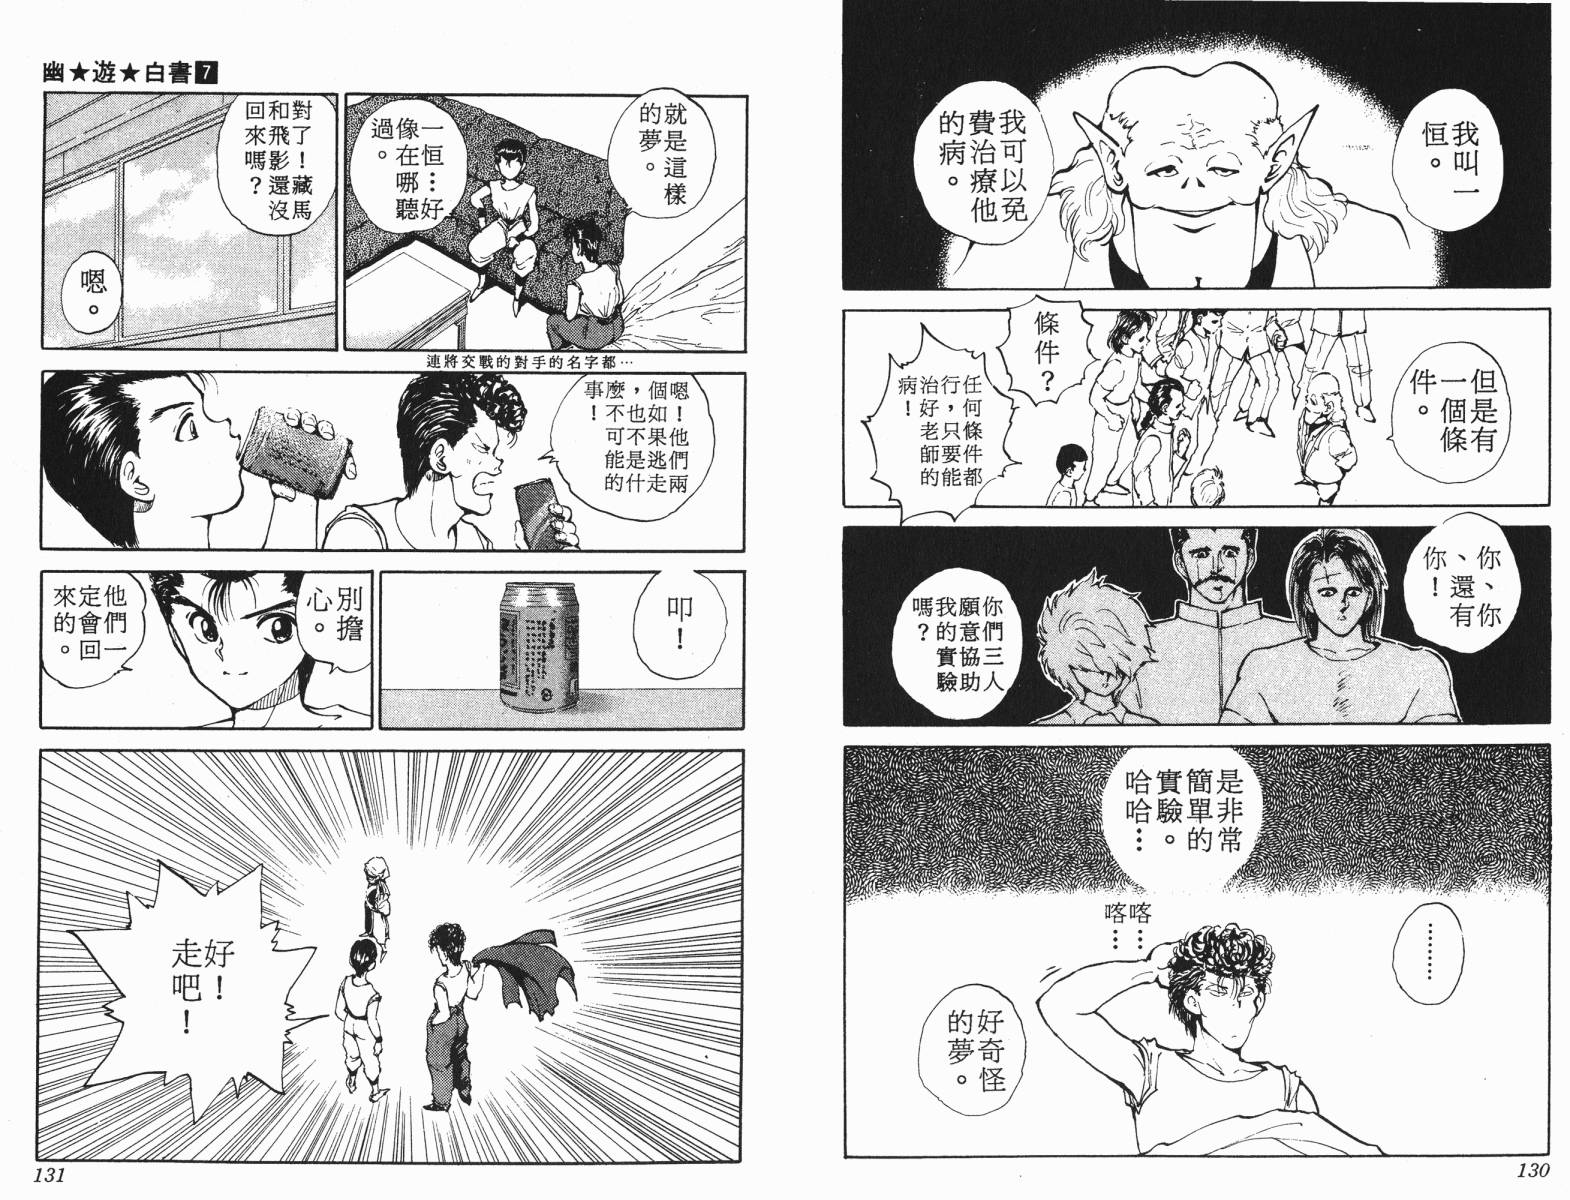 我叫一
恒。
我可以免
費治療他
的病。
但是有
一個條
件。
條件？
任何條件都
行，只要能
治好老師的
病！
你、你
、還有
你！
你們三人
願意協助
我的實驗
嗎？
是非常
簡單的
實驗。
哈哈…
………
喀…
喀…
好奇怪
的夢。
130
幽★遊★白書7
就是這樣
的夢。
一恒…好
像在哪聽
過。
對了！藏馬
和飛影還沒
回來嗎？
嗯。
連將交戰的對手的名字都…
嗯！他們兩
個如果逃走
，也不是什
麼不可能的
事！
叩！
別擔
心。
他們一
定會回
來的。
好！
走吧！
131